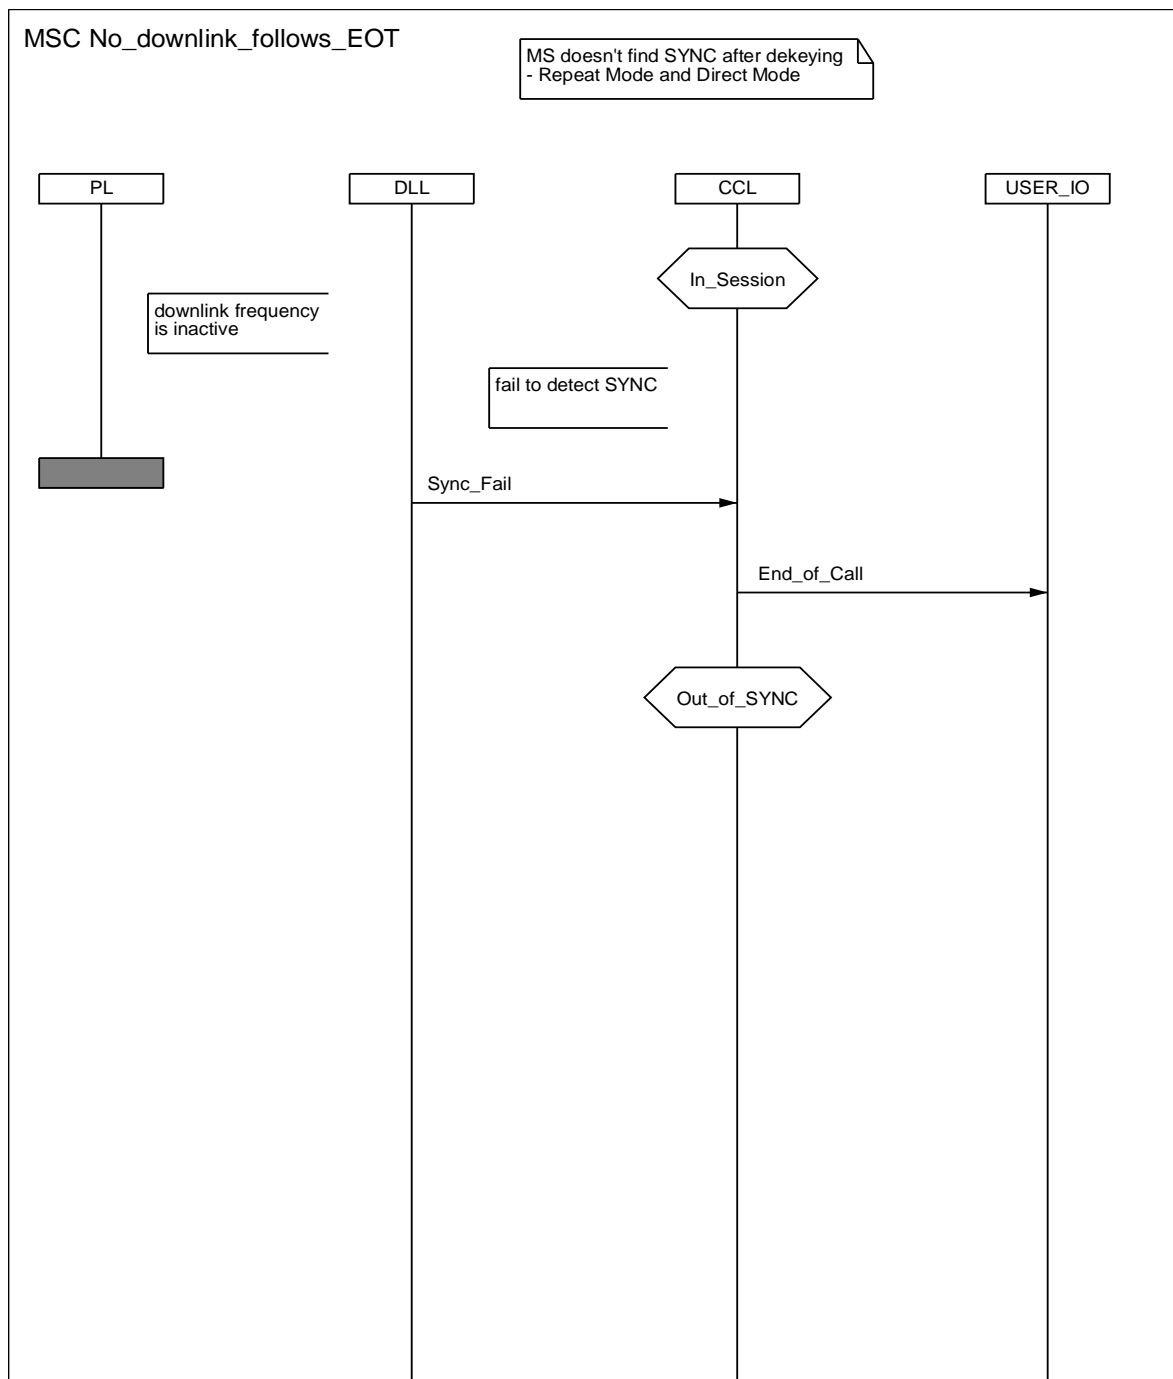 MSC No_downlink_follows_EOT
MS doesn't find SYNC after dekeying
- Repeat Mode and Direct Mode
PL
DLL
CCL
USER_IO
In_Session
downlink frequency
is inactive
fail to detect SYNC
Sync_Fail
End_of_Call
Out_of_SYNC